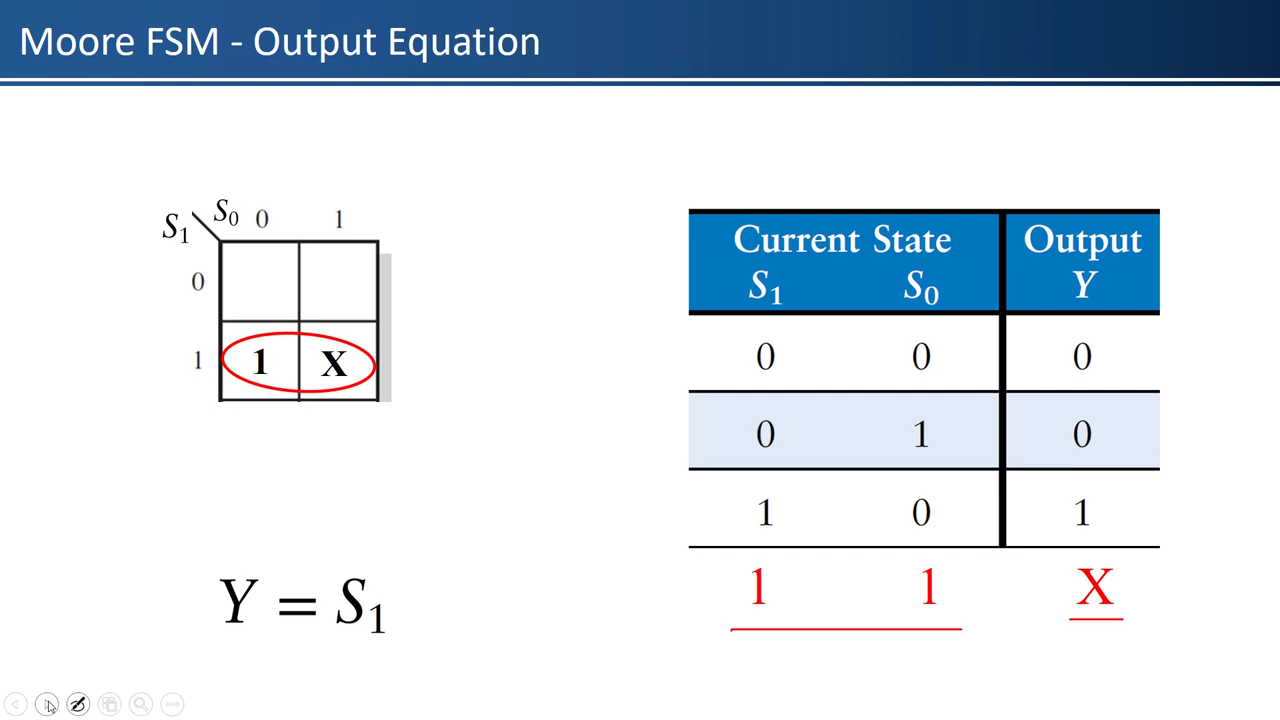 Moore FSM - Output Equation
S₀ 0 1
S₁
0
1 1 X
Y = S₁
Current State Output
S₁ S₀ Y
0 0 0
0 1 0
1 0 1
1 1 X